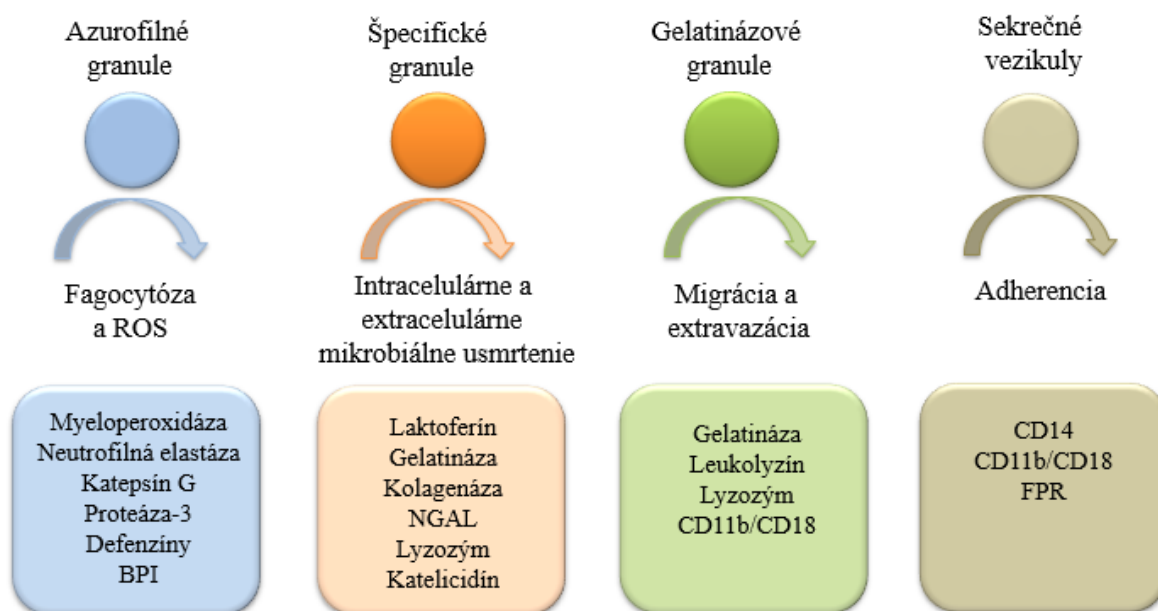 Azurofilné
granule
Fagocytóza
a ROS
Myeloperoxidáza
Neutrofilná elastáza
Katepsín G
Proteáza-3
Defenzíny
BPI
Špecifické
granule
Intracelulárne a
extracelulárne
mikrobiálne usmrtenie
Laktoferín
Gelatináza
Kolagenáza
NGAL
Lyzozým
Katelicidín
Gelatinázové
granule
Migrácia a
extravazácia
Gelatináza
Leukolyzín
Lyzozým
CD11b/CD18
Sekrečné
vezikuly
Adherencia
CD14
CD11b/CD18
FPR